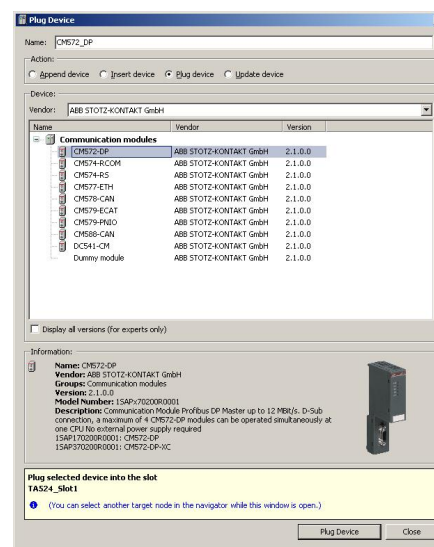 Plug Device
Name: CM572_DP
Action:
Append device Insert device Plug device Update device
Device:
Vendor: ABB STOTZ-KONTAKT GmbH
Name Vendor Version
Communication modules
CM572-DP ABB STOTZ-KONTAKT GmbH 2.1.0.0
CM574-RCOM ABB STOTZ-KONTAKT GmbH 2.1.0.0
CM574-RS ABB STOTZ-KONTAKT GmbH 2.1.0.0
CM577-ETH ABB STOTZ-KONTAKT GmbH 2.1.0.0
CM578-CAN ABB STOTZ-KONTAKT GmbH 2.1.0.0
CM579-ECAT ABB STOTZ-KONTAKT GmbH 2.1.0.0
CM579-PNIO ABB STOTZ-KONTAKT GmbH 2.1.0.0
CM588-CAN ABB STOTZ-KONTAKT GmbH 2.1.0.0
DC541-CM ABB STOTZ-KONTAKT GmbH 2.1.0.0
Dummy module ABB STOTZ-KONTAKT GmbH 2.1.0.0
Display all versions (for experts only)
Information:
Name: CM572-DP
Vendor: ABB STOTZ-KONTAKT GmbH
Groups: Communication modules
Version: 2.1.0.0
Model Number: 1SAPx70200R0001
Description: Communication Module Profibus DP Master up to 12 MBit/s. D-Sub
connection, a maximum of 4 CM572-DP modules can be operated simultaneously at
one CPU No external power supply required
1SAP170200R0001: CM572-DP
1SAP370200R0001: CM572-DP-XC
Plug selected device into the slot
TA524_Slot1
(You can select another target node in the navigator while this window is open.)
Plug Device Close